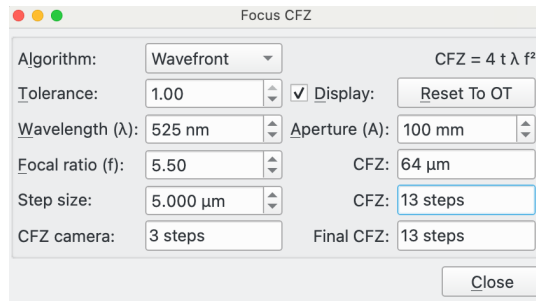 Focus CFZ
Algorithm: Wavefront CFZ = 4 t λ f²
Tolerance: 1.00 Display: Reset To OT
Wavelength (λ): 525 nm Aperture (A): 100 mm
Focal ratio (f): 5.50 CFZ: 64 µm
Step size: 5.000 µm CFZ: 13 steps
CFZ camera: 3 steps Final CFZ: 13 steps
Close